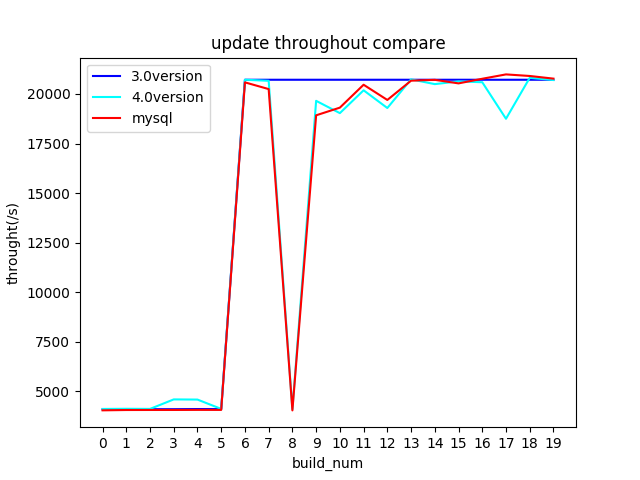 update throughout compare
3.0version
4.0version
mysql
throught(/s)
20000
17500
15000
12500
10000
7500
5000
0 1 2 3 4 5 6 7 8 9 10 11 12 13 14 15 16 17 18 19
build_num